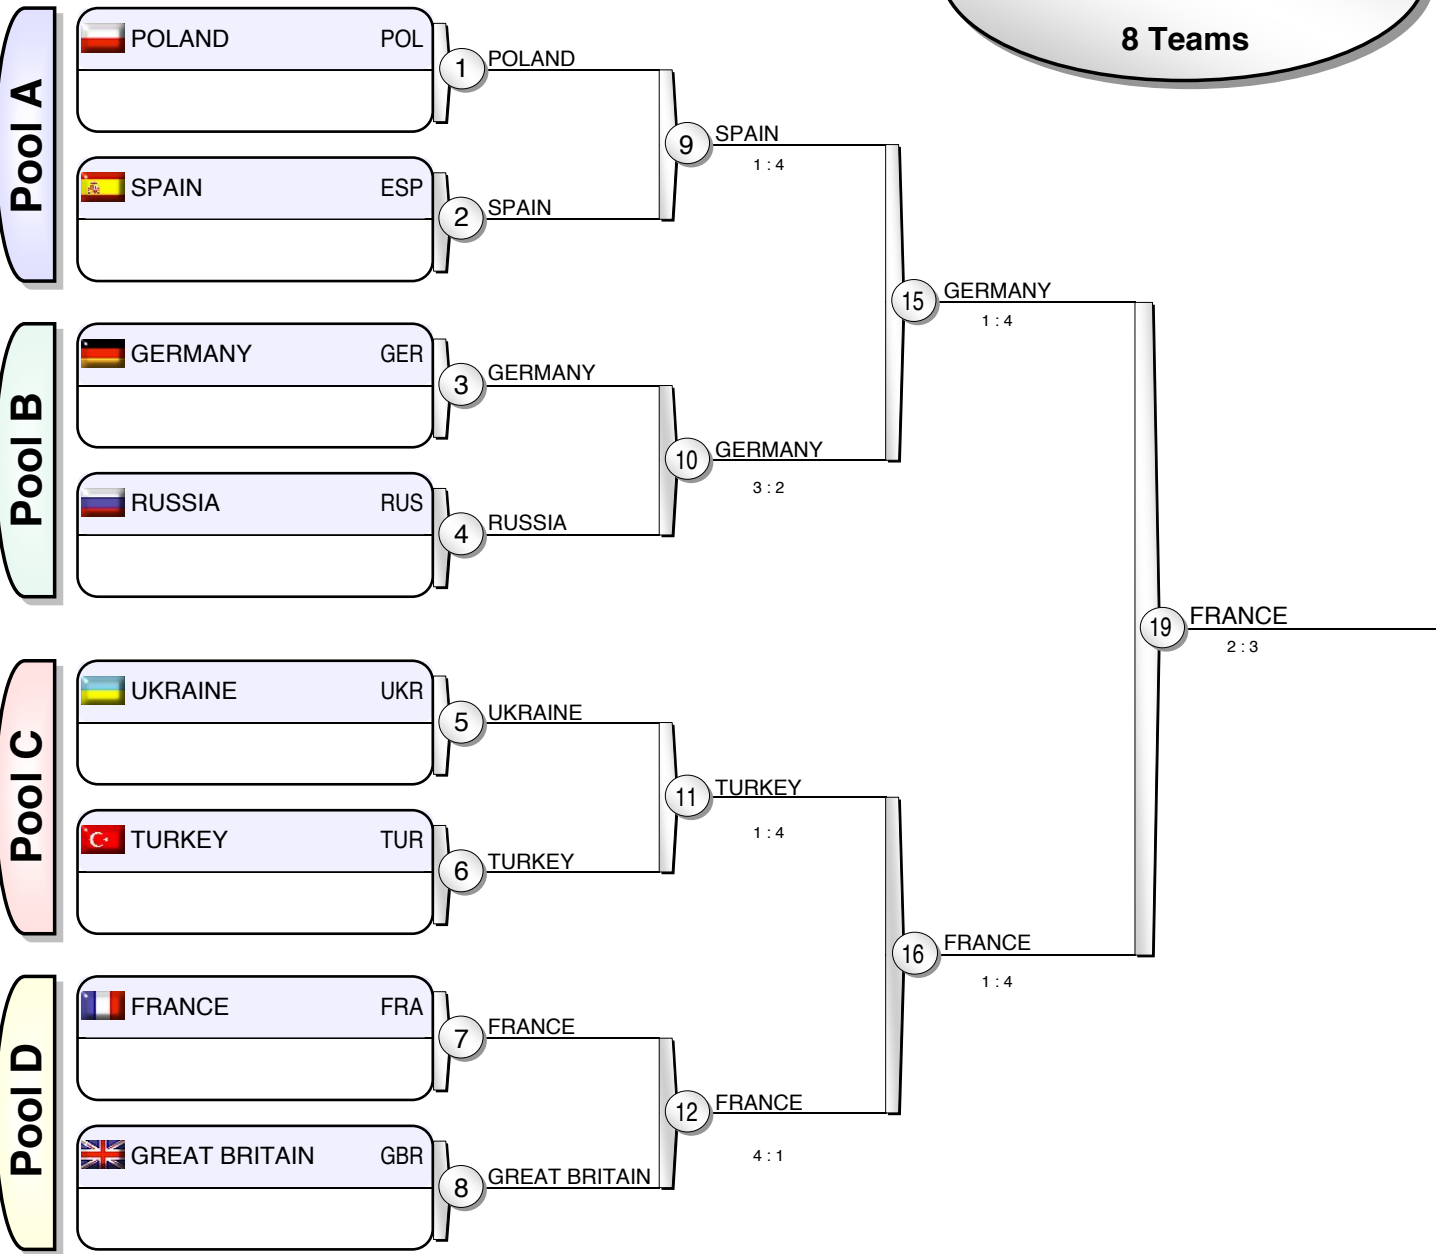 8 Teams
Pool A
POLAND POL
1 POLAND
SPAIN ESP
2 SPAIN
9 SPAIN
1 : 4
Pool B
GERMANY GER
3 GERMANY
RUSSIA RUS
4 RUSSIA
10 GERMANY
3 : 2
15 GERMANY
1 : 4
Pool C
UKRAINE UKR
5 UKRAINE
TURKEY TUR
6 TURKEY
11 TURKEY
1 : 4
Pool D
FRANCE FRA
7 FRANCE
GREAT BRITAIN GBR
8 GREAT BRITAIN
12 FRANCE
4 : 1
16 FRANCE
1 : 4
19 FRANCE
2 : 3